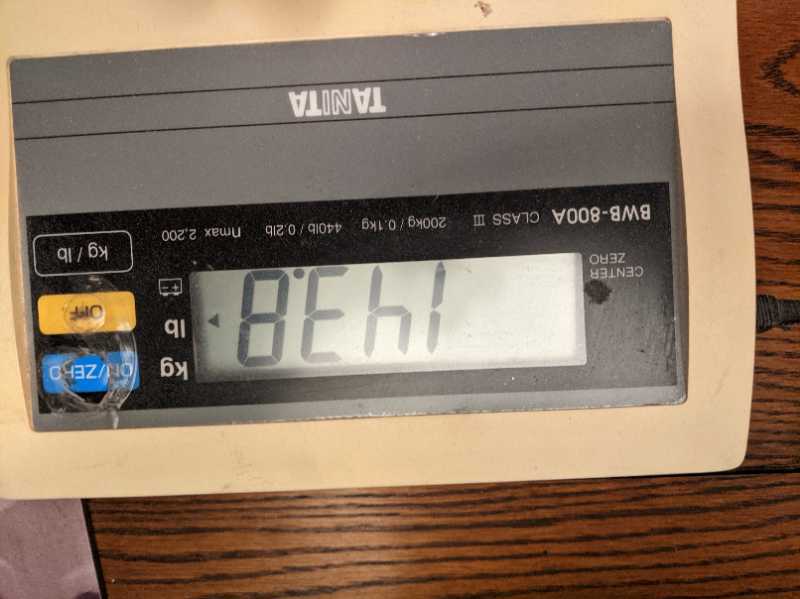 kg ON/ZERO
143.8
lb OFF
CENTER
ZERO
kg / lb
BWB-800A CLASS III 200kg / 0.1kg 440lb / 0.2lb nmax 2,200
TANITA